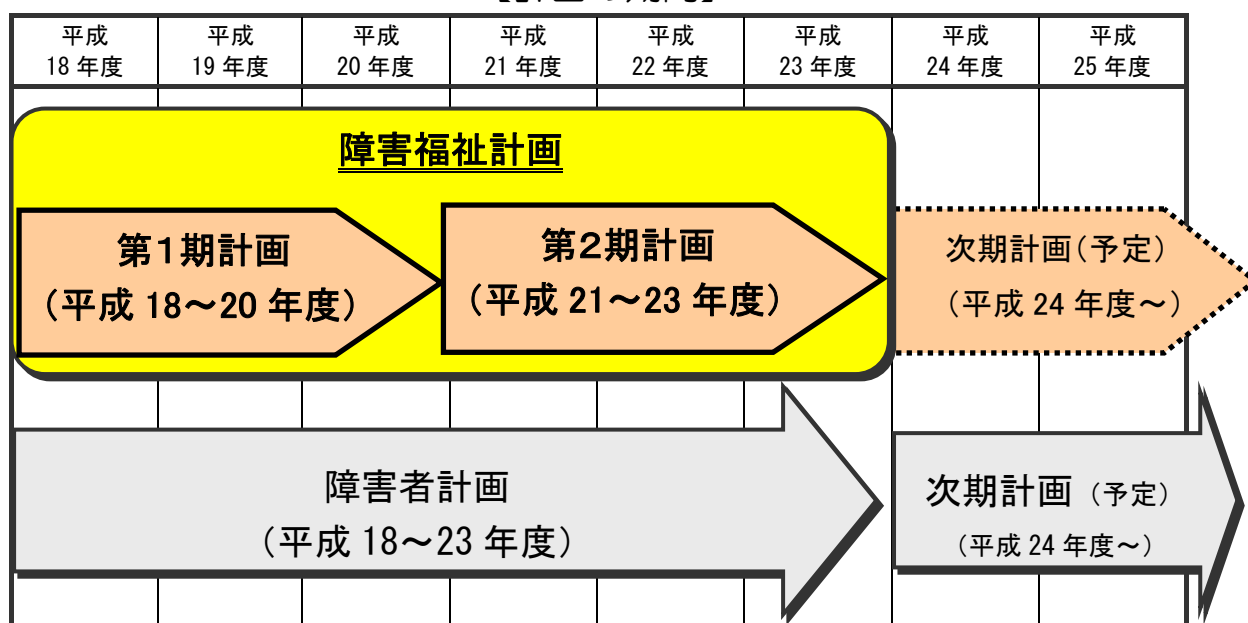 平成 平成 平成 平成 平成 平成 平成 平成
18 年度 19 年度 20 年度 21 年度 22 年度 23 年度 24 年度 25 年度
障害福祉計画
第1期計画
（平成 18～20 年度）
第2期計画
（平成 21～23 年度）
次期計画（予定）
（平成 24 年度～）
障害者計画
（平成 18～23 年度）
次期計画（予定）
（平成 24 年度～）